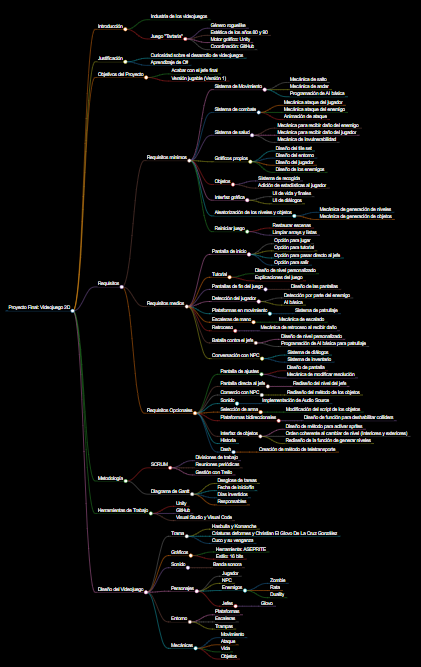 Industria de los videojuegos
Introducción
Género roguelike
Estética de los años 80 y 90
Juego "Tartaria"
Motor gráfico: Unity
Coordinación: GitHub
Justificación
Curiosidad sobre el desarrollo de videojuegos
Aprendizaje de C#
Objetivos del Proyecto
Acabar con el jefe final
Versión jugable (Versión 1)
Sistema de Movimiento
Mecánica de salto
Mecánica de andar
Programación de AI básica
Sistema de combate
Mecánica ataque del jugador
Mecánica ataque del enemigo
Animación de ataque
Sistema de salud
Mecánica para recibir daño del enemigo
Mecánica para recibir daño del jugador
Mecánica de invulnerabilidad
Requisitos mínimos
Gráficos propios
Diseño del tile set
Diseño del entorno
Diseño del jugador
Diseño de los enemigos
Objetos
Sistema de recogida
Adición de estadísticas al jugador
Interfaz gráfica
UI de vida y finales
UI de diálogos
Aleatorización de los niveles y objetos
Mecánica de generación de niveles
Mecánica de generación de objetos
Reiniciar juego
Restaurar escenas
Limpiar arrays y listas
Pantalla de inicio
Opción para jugar
Opción para tutorial
Opción para pasar directo al jefe
Opción para salir
Tutorial
Diseño de nivel personalizado
Explicaciones del juego
Pantallas de fin del juego
Diseño de las pantallas
Requisitos medios
Detección del jugador
Detección por parte del enemigo
AI básica
Proyecto Final: Videojuego 2D
Requisitos
Plataformas en movimiento
Sistema de patrullaje
Escaleras de mano
Mecánica de escalado
Retroceso
Mecánica de retroceso al recibir daño
Batalla contra el jefe
Diseño de nivel personalizado
Programación de AI básica para patrullaje
Conversación con NPC
Sistema de diálogos
Sistema de inventario
Pantalla de ajustes
Diseño de pantalla
Mecánica de modificar resolución
Pantalla directa al jefe
Rediseño del nivel del jefe
Comercio con NPC
Rediseño del método de los objetos
Sonido
Implementación de Audio Source
Requisitos Opcionales
Selección de arma
Modificación del script de los objetos
Plataformas bidireccionales
Diseño de función para deshabilitar colliders
Interfaz de objetos
Diseño de método para activar sprites
Orden coherente al cambiar de nivel (interiores y exteriores)
Historia
Rediseño de la función de generar niveles
Dash
Creación de método de teletransporte
Metodología
SCRUM
Divisiones de trabajo
Reuniones periódicas
Gestión con Trello
Diagrama de Gantt
Desglose de tareas
Fecha de inicio/fin
Días invertidos
Responsables
Herramientas de Trabajo
Unity
GitHub
Visual Studio y Visual Code
Trama
Criaturas deformes y Christian El Glovo De La Cruz González
Cuco y su venganza
Gráficos
Herramienta: ASEPRITE
Estilo: 16 bits
Sonido
Banda sonora
Diseño del Videojuego
Personajes
Jugador
NPC
Enemigos
Zombie
Rata
Duality
Jefes
Glovo
Entorno
Plataformas
Escaleras
Trampas
Mecánicas
Movimiento
Ataque
Vida
Objetos